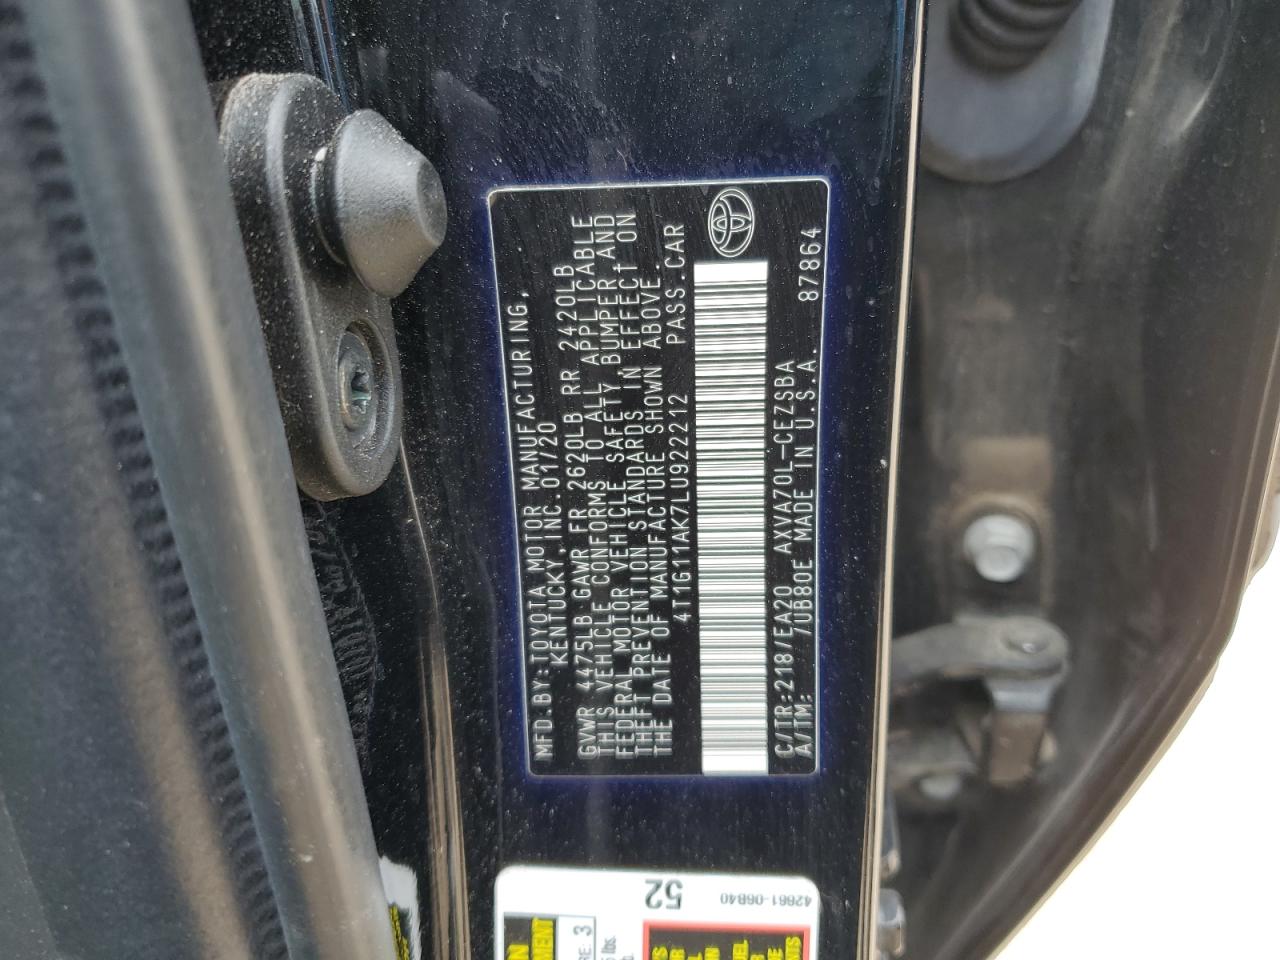 MFD.BY:TOYOTA MOTOR MANUFACTURING,
KENTUCKY,INC.01/20
GVWR 4475LB GAWR FR 2620LB RR 2420LB
THIS VEHICLE CONFORMS TO ALL APPLICABLE
FEDERAL MOTOR VEHICLE SAFETY, BUMPER, AND
THEFT PREVENTION STANDARDS IN EFFECT ON
THE DATE OF MANUFACTURE SHOWN ABOVE.
4T1G11AK7LU922212 PASS.CAR
C/TR:218/EA20 AXVA70L-CEZSBA
A/TM: /UB80E MADE IN U.S.A. 87864
52
42661-06B40
3